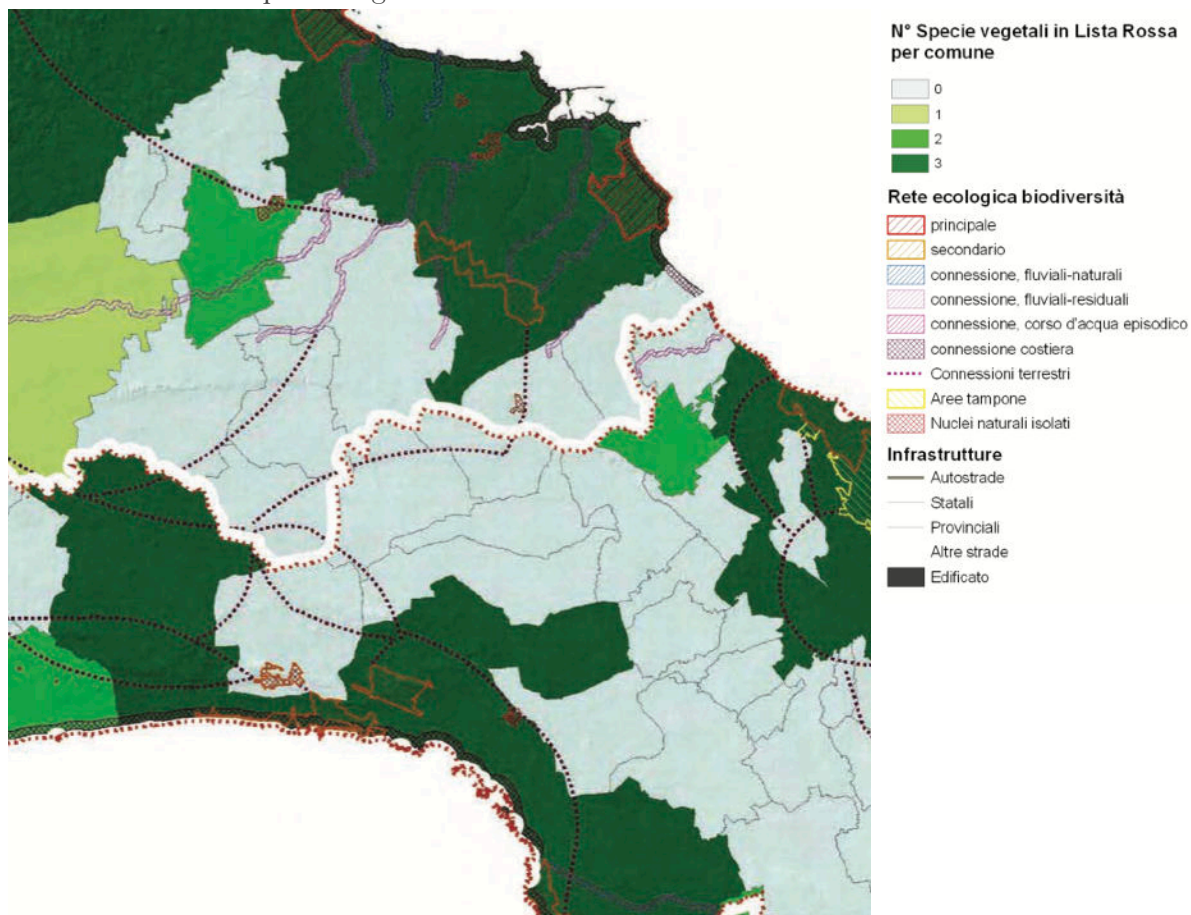 N° Specie vegetali in Lista Rossa
per comune
0
1
2
3
Rete ecologica biodiversità
principale
secondario
connessione, fluviali-naturali
connessione, fluviali-residuali
connessione, corso d'acqua episodico
connessione costiera
Connessioni terrestri
Aree tampone
Nuclei naturali isolati
Infrastrutture
Autostrade
Statali
Provinciali
Altre strade
Edificato